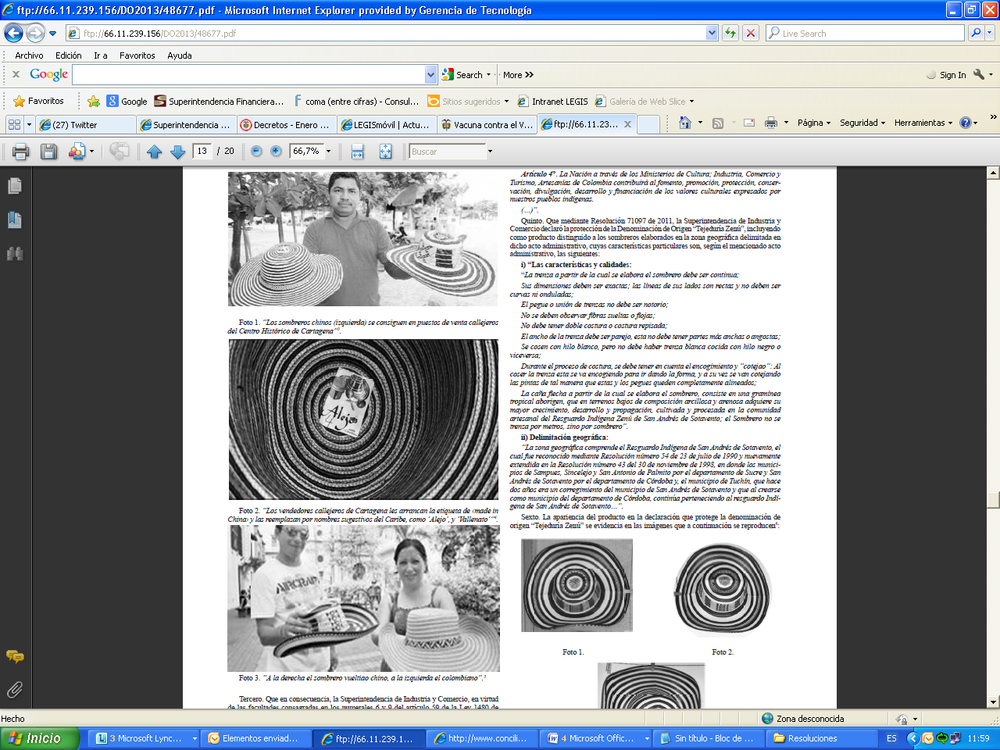 ftp://66.11.239.156/DO2013/48677.pdf - Microsoft Internet Explorer provided by Gerencia de Tecnología
ftp://66.11.239.156/DO2013/48677.pdf
Live Search
Archivo Edición Ir a Favoritos Ayuda
x Google Search More >> Sign In
Favoritos Google Superintendencia Financiera... coma (entre cifras) - Consul... Sitios sugeridos Intranet LEGIS Galería de Web Slice
(27) Twitter Superintendencia ... Decretos - Enero ... LEGISmóvil | Actu... Vacuna contra el V... ftp://66.11.23... Página Seguridad Herramientas
13 / 20 66,7% Buscar
Foto 1. "Los sombreros chinos (izquierda) se consiguen en puestos de venta callejeros
del Centro Histórico de Cartagena"³.
Alejo
Foto 2. "Los vendedores callejeros de Cartagena les arrancan la etiqueta de ‹made in
China› y las reemplazan por nombres sugestivos del Caribe, como 'Alejo', y 'Vallenato'"⁴.
AIRCRAF
Foto 3. "A la derecha el sombrero vueltiao chino, a la izquierda el colombiano".⁵
Tercero. Que en consecuencia, la Superintendencia de Industria y Comercio, en virtud
de las facultades consagradas en los numerales 6 y 9 del artículo 59 de la Ley 1480 de
Artículo 4°. La Nación a través de los Ministerios de Cultura; Industria, Comercio y
Turismo, Artesanías de Colombia contribuirá al fomento, promoción, protección, conser-
vación, divulgación, desarrollo y financiación de los valores culturales expresados por
nuestros pueblos indígenas.
(...)".
Quinto. Que mediante Resolución 71097 de 2011, la Superintendencia de Industria y
Comercio declaró la protección de la Denominación de Origen "Tejeduría Zenú", incluyendo
como producto distinguido a los sombreros elaborados en la zona geográfica delimitada en
dicho acto administrativo, cuyas características particulares son, según el mencionado acto
administrativo, las siguientes:
i) "Las características y calidades:
"La trenza a partir de la cual se elabora el sombrero debe ser continua;
Sus dimensiones deben ser exactas; las líneas de sus lados son rectas y no deben ser
curvas ni onduladas;
El pegue o unión de trenzas no debe ser notorio;
No se deben observar fibras sueltas o flojas;
No debe tener doble costura o costura repisada;
El ancho de la trenza debe ser parejo, esta no debe tener partes más anchas o angostas;
Se cosen con hilo blanco, pero no debe haber trenza blanca cocida con hilo negro o
viceversa;
Durante el proceso de costura, se debe tener en cuenta el encogimiento y "cotejao": Al
coser la trenza esta se va encogiendo para ir dando la forma, y a su vez se van cotejando
las pintas de tal manera que estas y los pegues queden completamente alineados;
La caña flecha a partir de la cual se elabora el sombrero, consiste en una gramínea
tropical aborigen, que en terrenos bajos de composición arcillosa y arenosa adquiere su
mayor crecimiento, desarrollo y propagación, cultivada y procesada en la comunidad
artesanal del Resguardo Indígena Zenú de San Andrés de Sotavento; el Sombrero no se
trenza por metros, sino por sombrero".
ii) Delimitación geográfica:
"La zona geográfica comprende el Resguardo Indígena de San Andrés de Sotavento, el
cual fue reconocido mediante Resolución número 54 de 23 de julio de 1990 y nuevamente
extendida en la Resolución número 43 del 30 de noviembre de 1998, en donde los munici-
pios de Sampues, Sincelejo y San Antonio de Palmito por el departamento de Sucre y San
Andrés de Sotavento por el departamento de Córdoba y, el municipio de Tuchín, que hace
dos años era un corregimiento del municipio de San Andrés de Sotavento y que al crearse
como municipio del departamento de Córdoba, continúa perteneciendo al resguardo Indí-
gena de San Andrés de Sotavento...".
Sexto. La apariencia del producto en la declaración que protege la denominación de
origen "Tejeduría Zenú" se evidencia en las imágenes que a continuación se reproducen⁶:
Foto 1. Foto 2.
Hecho Zona desconocida
Inicio 3 Microsoft Lync... Elementos enviad... ftp://66.11.239.1... http://www.concili... 4 Microsoft Offic... Sin título - Bloc de ... Resoluciones ES 11:59